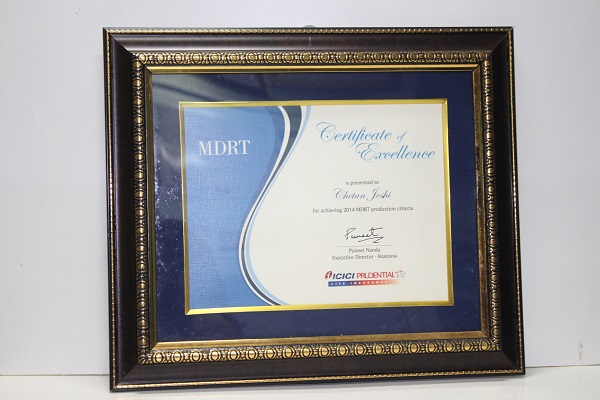 MDRT
Certificate of
Excellence
is presented to
Chetan Joshi
for achieving 2014 MDRT production criteria
Puneet
Puneet Nanda
Executive Director - Business
ICICI PRUDENTIAL
LIFE INSURANCE